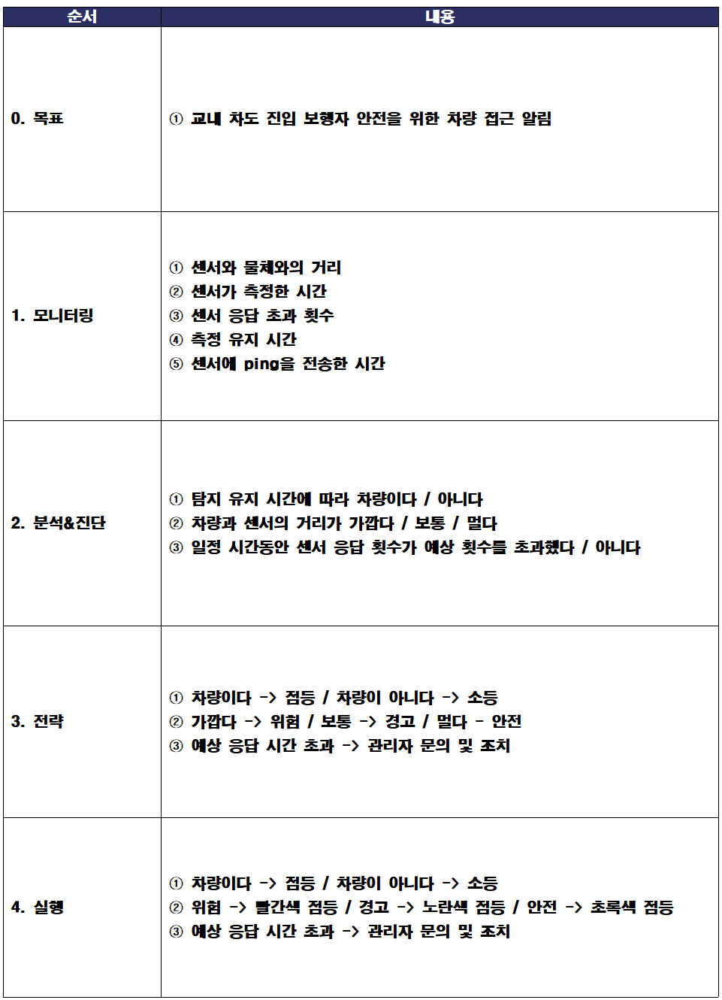 순서 내용
0. 목표
① 교내 차도 진입 보행자 안전을 위한 차량 접근 알림
1. 모니터링
① 센서와 물체와의 거리
② 센서가 측정한 시간
③ 센서 응답 초과 횟수
④ 측정 유지 시간
⑤ 센서에 ping을 전송한 시간
2. 분석&진단
① 탐지 유지 시간에 따라 차량이다 / 아니다
② 차량과 센서의 거리가 가깝다 / 보통 / 멀다
③ 일정 시간동안 센서 응답 횟수가 예상 횟수를 초과했다 / 아니다
3. 전략
① 차량이다 -> 점등 / 차량이 아니다 -> 소등
② 가깝다 -> 위험 / 보통 -> 경고 / 멀다 - 안전
③ 예상 응답 시간 초과 -> 관리자 문의 및 조치
4. 실행
① 차량이다 -> 점등 / 차량이 아니다 -> 소등
② 위험 -> 빨간색 점등 / 경고 -> 노란색 점등 / 안전 -> 초록색 점등
③ 예상 응답 시간 초과 -> 관리자 문의 및 조치